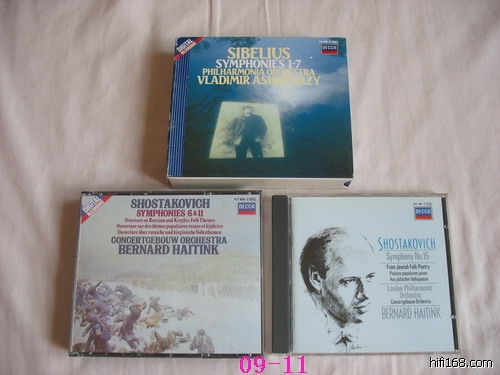 DIGITAL
DECCA
SIBELIUS
SYMPHONIES 1-7
PHILHARMONIA ORCHESTRA
VLADIMIR ASHKENAZY
DIGITAL
DECCA
SHOSTAKOVICH
SYMPHONIES 6 & 11
Overture on Russian and Kirghiz Folk Themes
Ouverture sur des thèmes populaires russes et kirghizes
Ouvertüre über russische und kirgisische Volksthemen
CONCERTGEBOUW ORCHESTRA
BERNARD HAITINK
DECCA
SHOSTAKOVICH
Symphony No.15
From Jewish Folk Poetry
London Philharmonic
Orchestra
Concertgebouw Orchestra
BERNARD HAITINK
09-11
hifi168.com